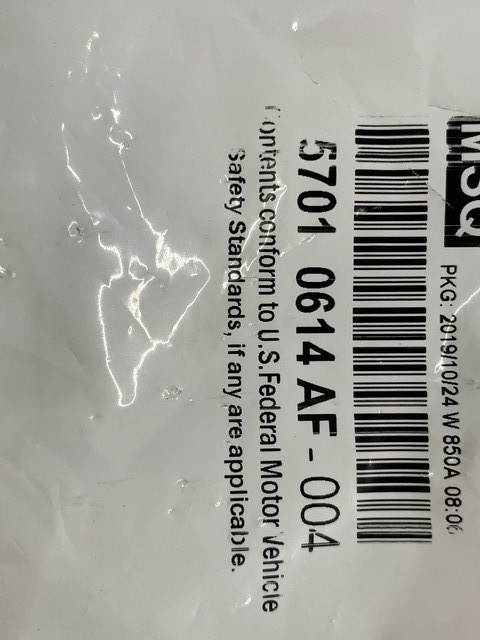 MSQ
PKG: 2019/10/24 W 850A 08:06
5701 0614 AF - 004
Contents conform to U.S.Federal Motor Vehicle
Safety Standards, if any are applicable.